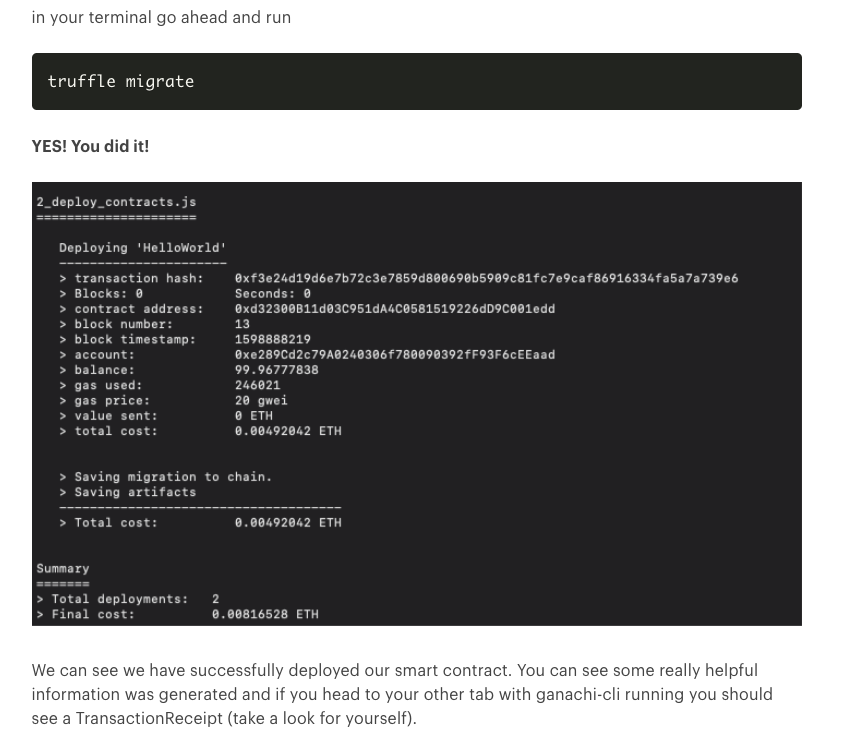 in your terminal go ahead and run
truffle migrate
YES! You did it!
2_deploy_contracts.js
=====================
Deploying 'HelloWorld'
----------------------
> transaction hash: 0xf3e24d19d6e7b72c3e7859d800690b5909c81fc7e9caf86916334fa5a7a739e6
> Blocks: 0 Seconds: 0
> contract address: 0xd32300B11d03C951dA4C0581519226dD9C001edd
> block number: 13
> block timestamp: 1598888219
> account: 0xe289Cd2c79A0240306f780090392fF93F6cEEaad
> balance: 99.96777838
> gas used: 246021
> gas price: 20 gwei
> value sent: 0 ETH
> total cost: 0.00492042 ETH
> Saving migration to chain.
> Saving artifacts
-------------------------------------
> Total cost: 0.00492042 ETH
Summary
=======
> Total deployments: 2
> Final cost: 0.00816528 ETH
We can see we have successfully deployed our smart contract. You can see some really helpful
information was generated and if you head to your other tab with ganachi-cli running you should
see a TransactionReceipt (take a look for yourself).